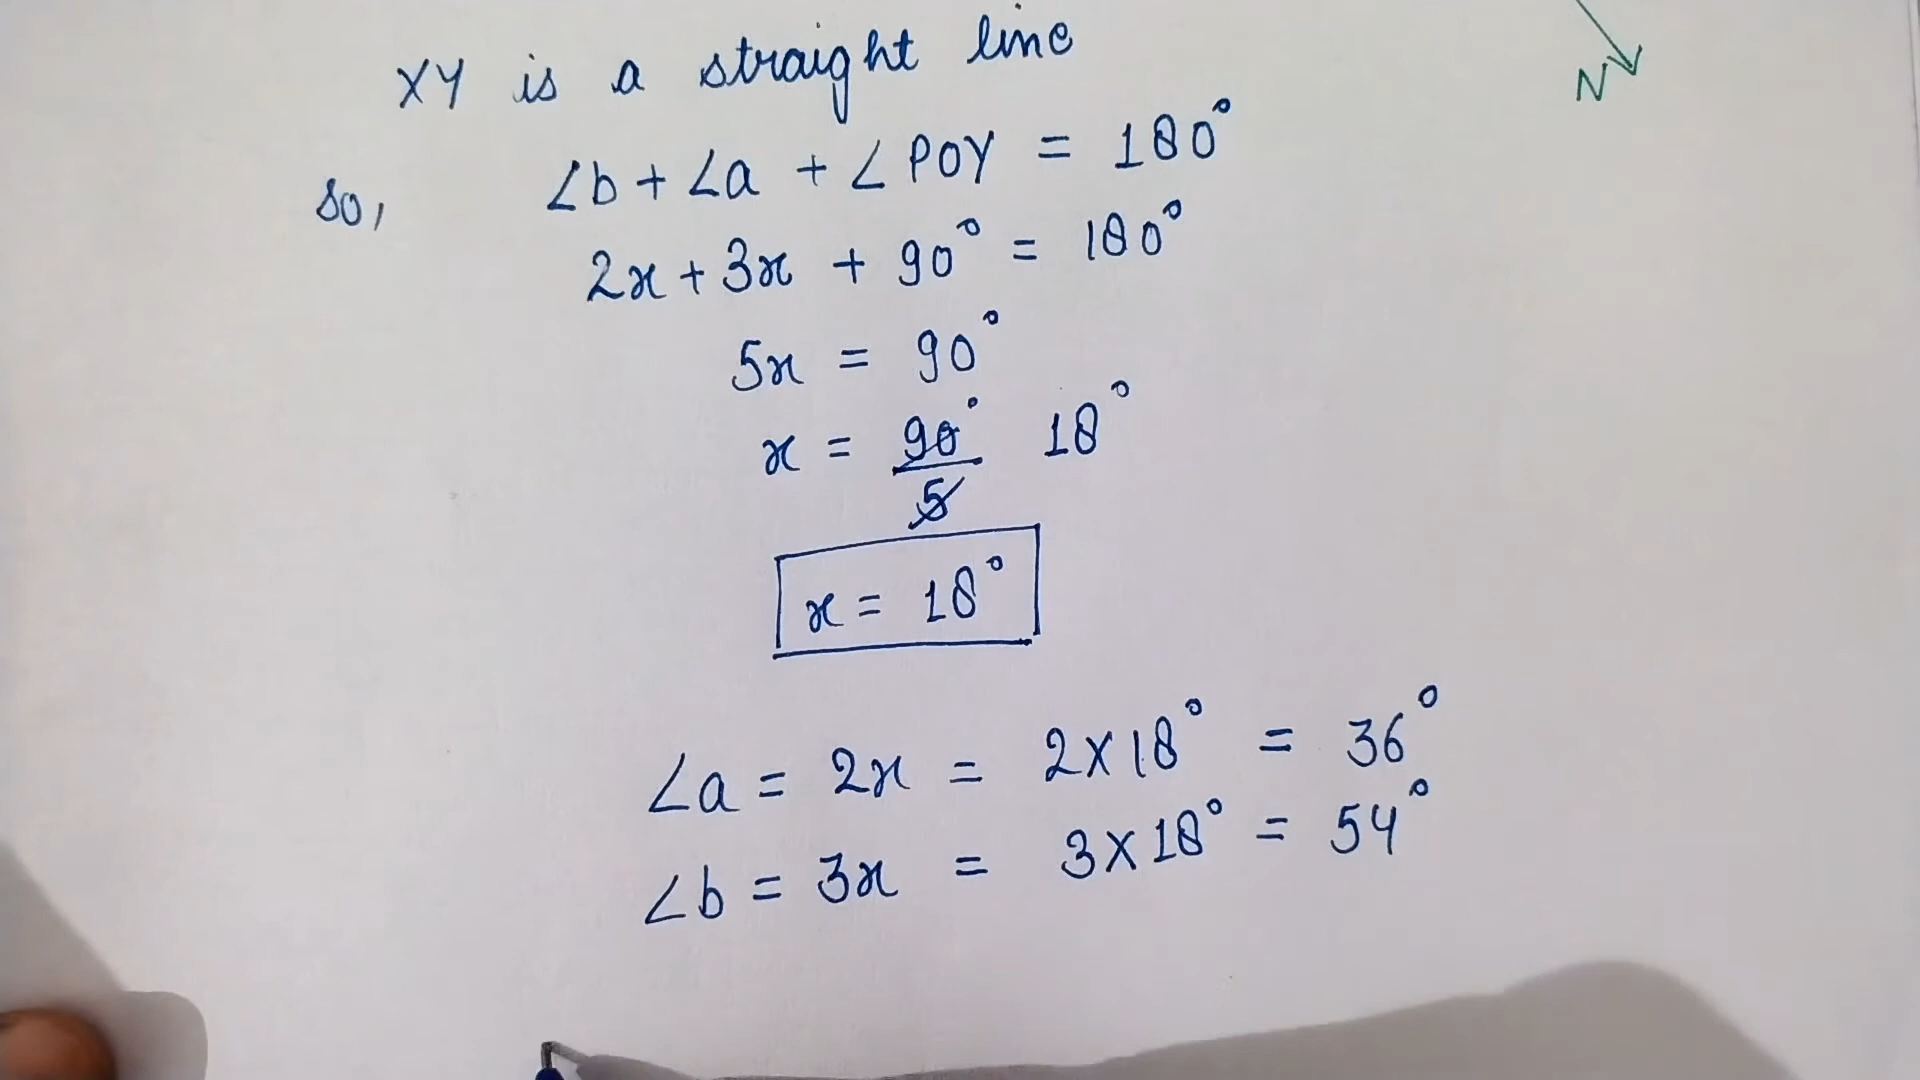 XY is a straight line
N
so, ∠b + ∠a + ∠POY = 180°
2x + 3x + 90° = 180°
5x = 90°
x = 90°/5 18°
x = 18°
∠a = 2x = 2×18° = 36°
∠b = 3x = 3×18° = 54°